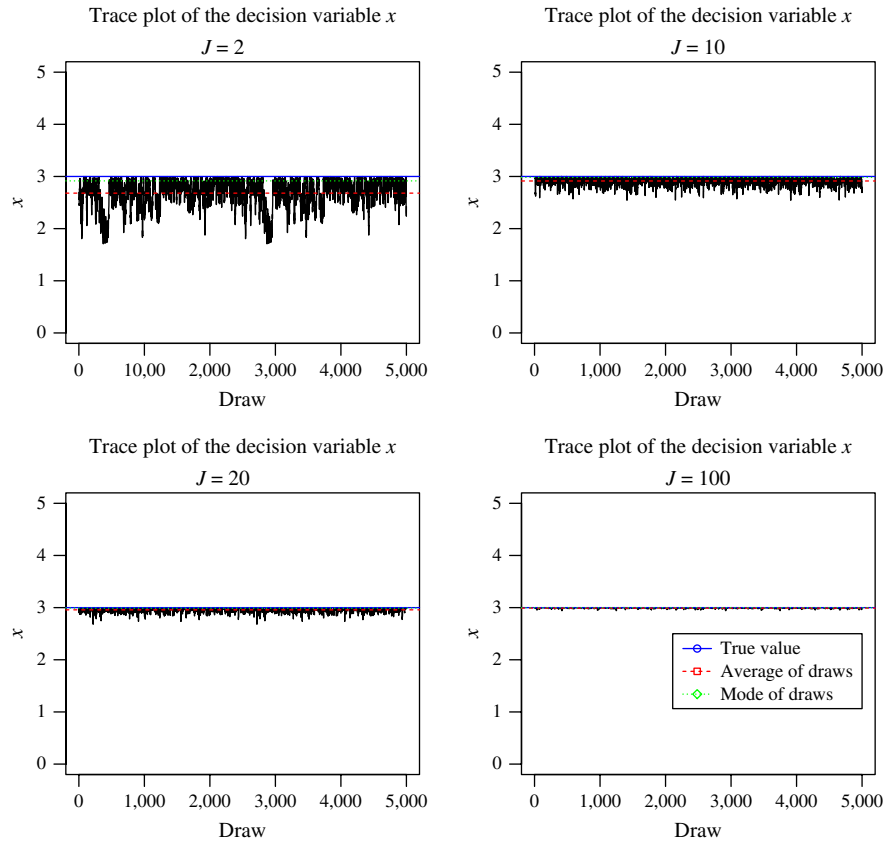 Trace plot of the decision variable x
J = 2
5
4
3
2
1
0
x
0 10,00 2,000 3,000 4,000 5,000
Draw
Trace plot of the decision variable x
J = 10
5
4
3
2
1
0
x
0 1,000 2,000 3,000 4,000 5,000
Draw
Trace plot of the decision variable x
J = 20
5
4
3
2
1
0
x
0 1,000 2,000 3,000 4,000 5,000
Draw
Trace plot of the decision variable x
J = 100
5
4
3
2
1
0
x
True value
Average of draws
Mode of draws
0 1,000 2,000 3,000 4,000 5,000
Draw